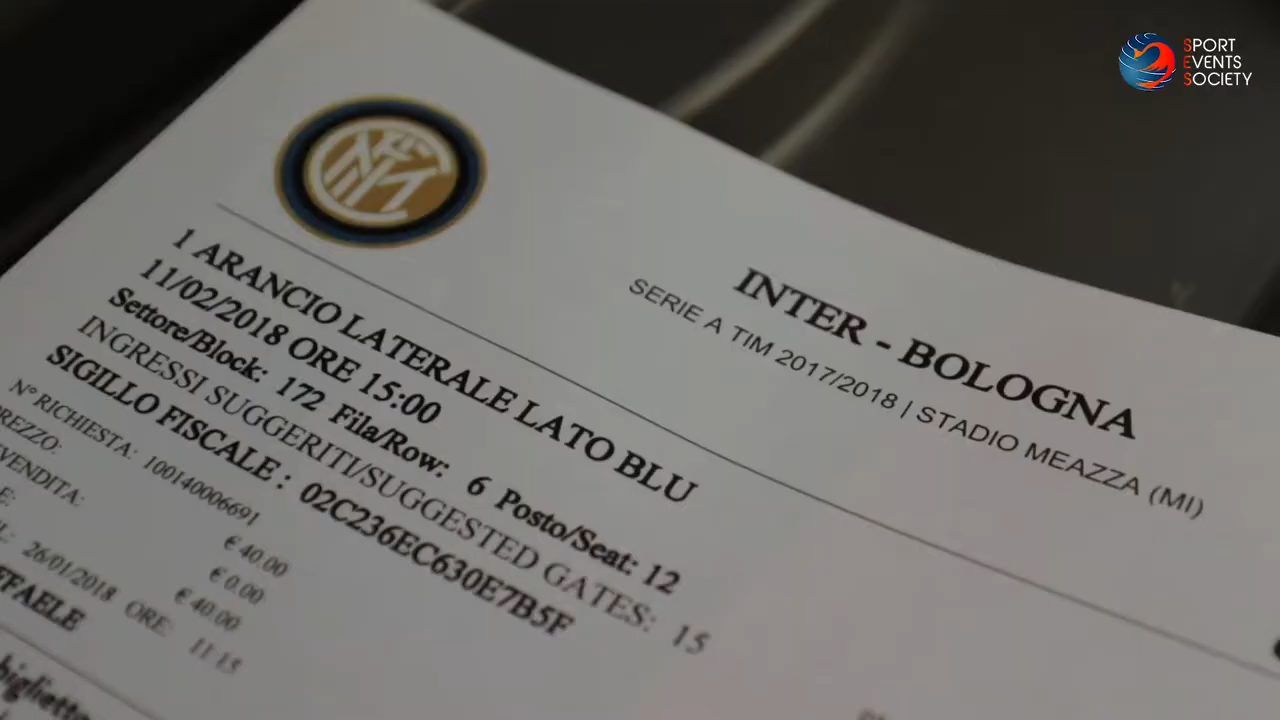 SPORT
EVENTS
SOCIETY
INTER - BOLOGNA
SERIE A TIM 2017/2018 | STADIO MEAZZA (MI)
1 ARANCIO LATERALE LATO BLU
11/02/2018 ORE 15:00
Settore/Block: 172 Fila/Row: 6 Posto/Seat: 12
INGRESSI SUGGERITI/SUGGESTED GATES: 15
SIGILLO FISCALE : 02C236EC630E7B5F
N° RICHIESTA: 100140006691
€ 40.00
€ 0.00
€ 40.00
26/01/2018 ORE: 11:15
biglietto